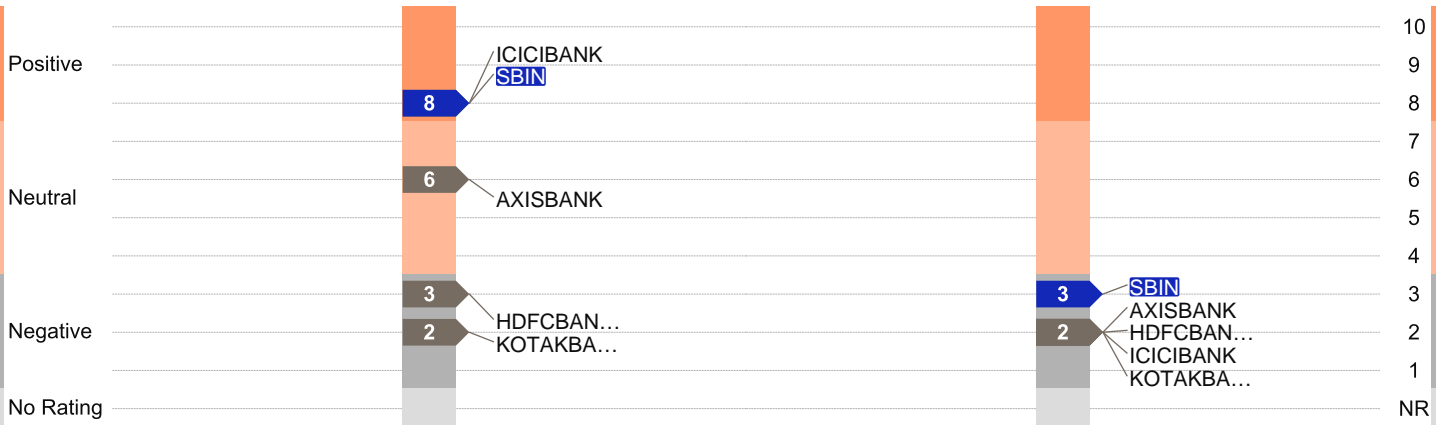 Positive
Neutral
Negative
No Rating
8
ICICIBANK
SBIN
6
AXISBANK
3
HDFCBAN…
2
KOTAKBA…
3
SBIN
2
AXISBANK
HDFCBAN…
ICICIBANK
KOTAKBA…
10
9
8
7
6
5
4
3
2
1
NR